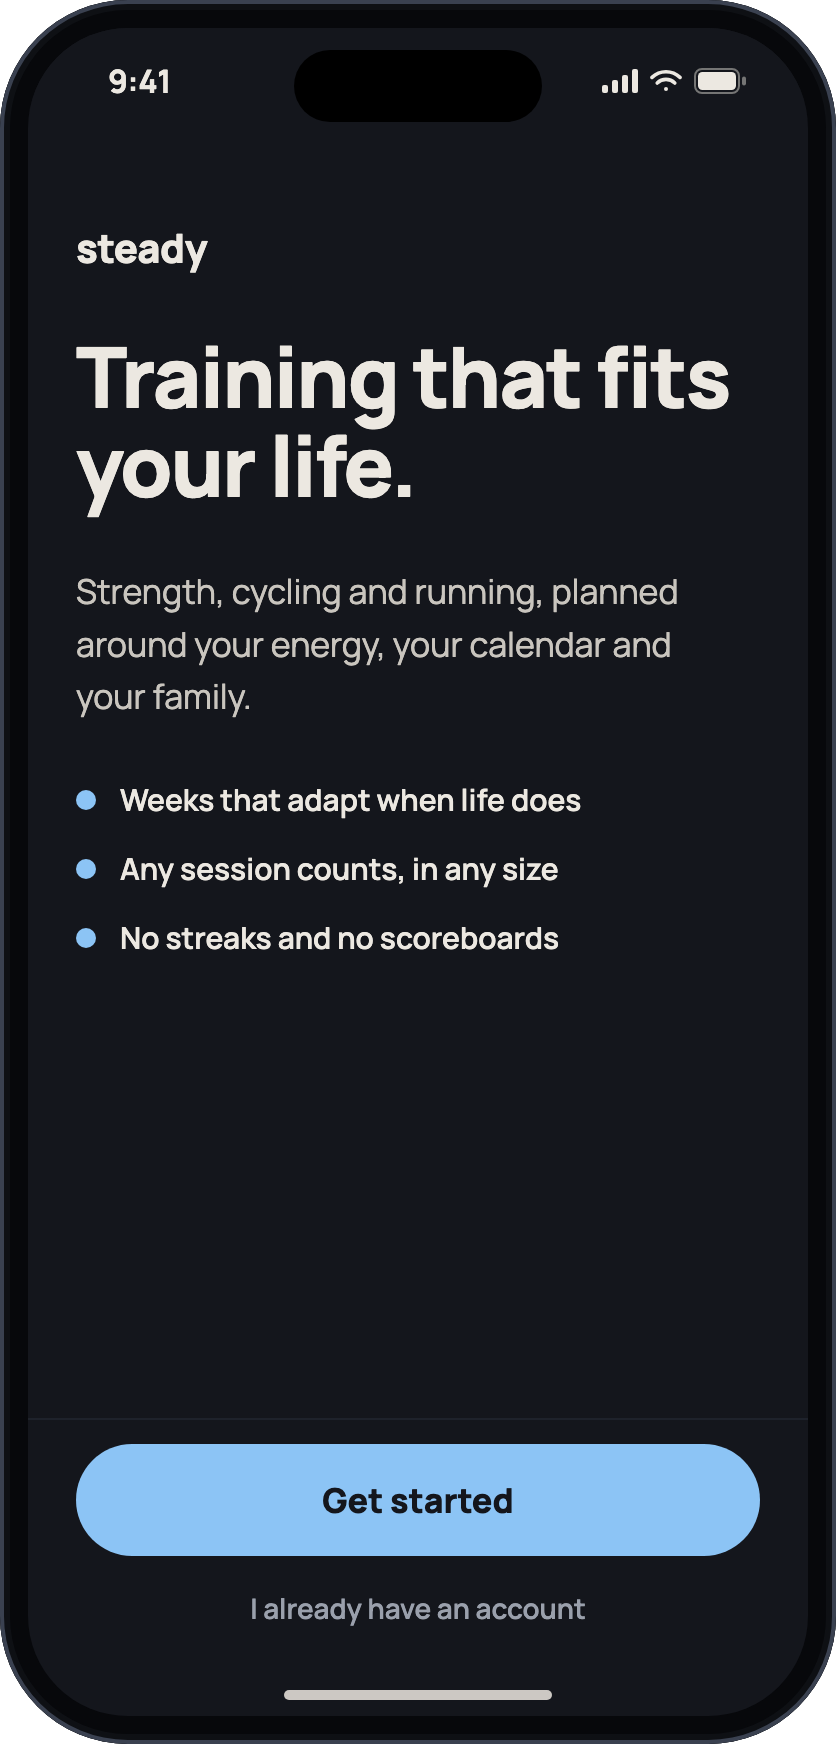 9:41
steady
Training that fits
your life.
Strength, cycling and running, planned
around your energy, your calendar and
your family.
Weeks that adapt when life does
Any session counts, in any size
No streaks and no scoreboards
Get started
I already have an account